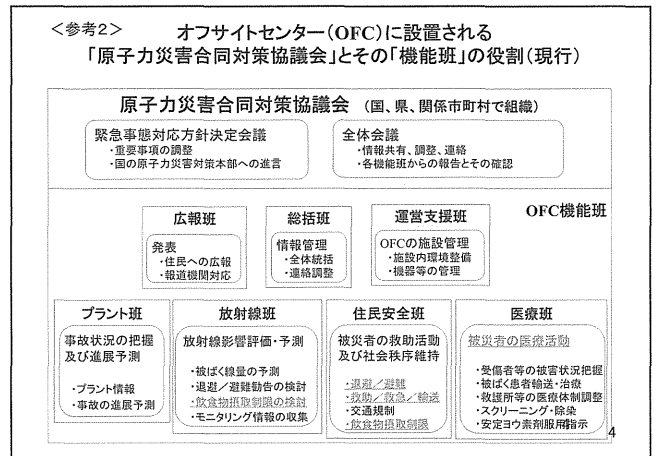 <参考2>
オフサイトセンター(OFC)に設置される
「原子力災害合同対策協議会」とその「機能班」の役割(現行)
原子力災害合同対策協議会 (国、県、関係市町村で組織)
緊急事態対応方針決定会議
・重要事項の調整
・国の原子力災害対策本部への進言
全体会議
・情報共有、調整、連絡
・各機能班からの報告とその確認
OFC機能班
広報班
発表
・住民への広報
・報道機関対応
総括班
情報管理
・全体統括
・連絡調整
運営支援班
OFCの施設管理
・施設内環境整備
・機器等の管理
プラント班
事故状況の把握
及び進展予測
・プラント情報
・事故の進展予測
放射線班
放射線影響評価・予測
・被ばく線量の予測
・退避/避難勧告の検討
・飲食物摂取制限の検討
・モニタリング情報の収集
住民安全班
被災者の救助活動
及び社会秩序維持
・退避/避難
・救助/救急/輸送
・交通規制
・飲食物摂取制限
医療班
被災者の医療活動
・受傷者等の被害状況把握
・被ばく患者輸送・治療
・救護所等の医療体制調整
・スクリーニング・除染
・安定ヨウ素剤服用指示
4